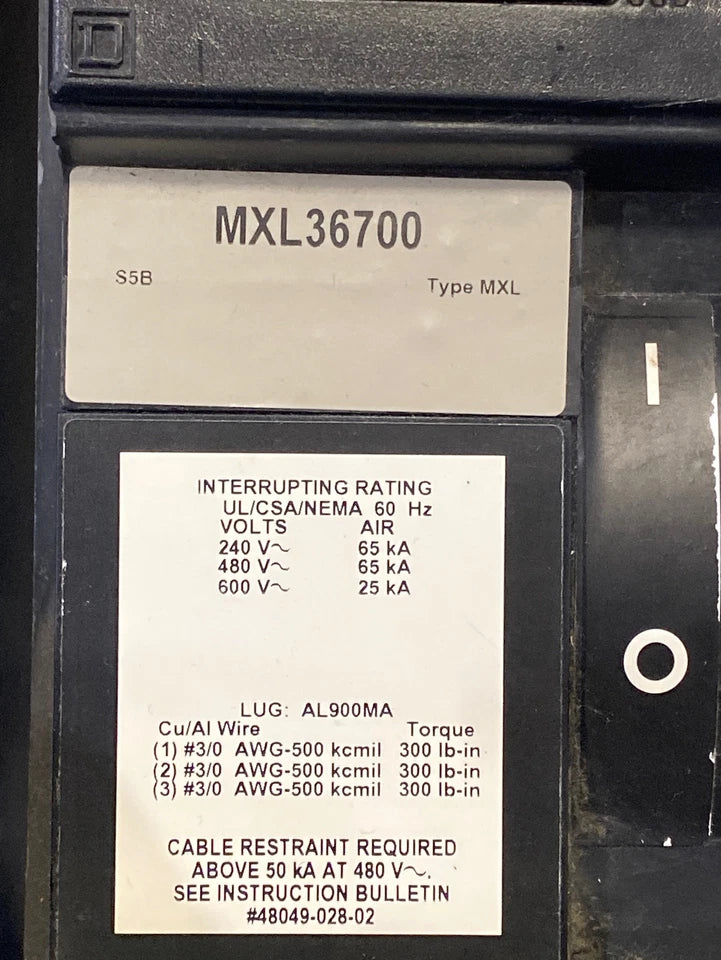 D
MXL36700
S5B Type MXL
INTERRUPTING RATING
UL/CSA/NEMA 60 Hz
VOLTS AIR
240 V~ 65 kA
480 V~ 65 kA
600 V~ 25 kA
LUG: AL900MA
Cu/Al Wire Torque
(1) #3/0 AWG-500 kcmil 300 lb-in
(2) #3/0 AWG-500 kcmil 300 lb-in
(3) #3/0 AWG-500 kcmil 300 lb-in
CABLE RESTRAINT REQUIRED
ABOVE 50 kA AT 480 V~.
SEE INSTRUCTION BULLETIN
#48049-028-02
I
O